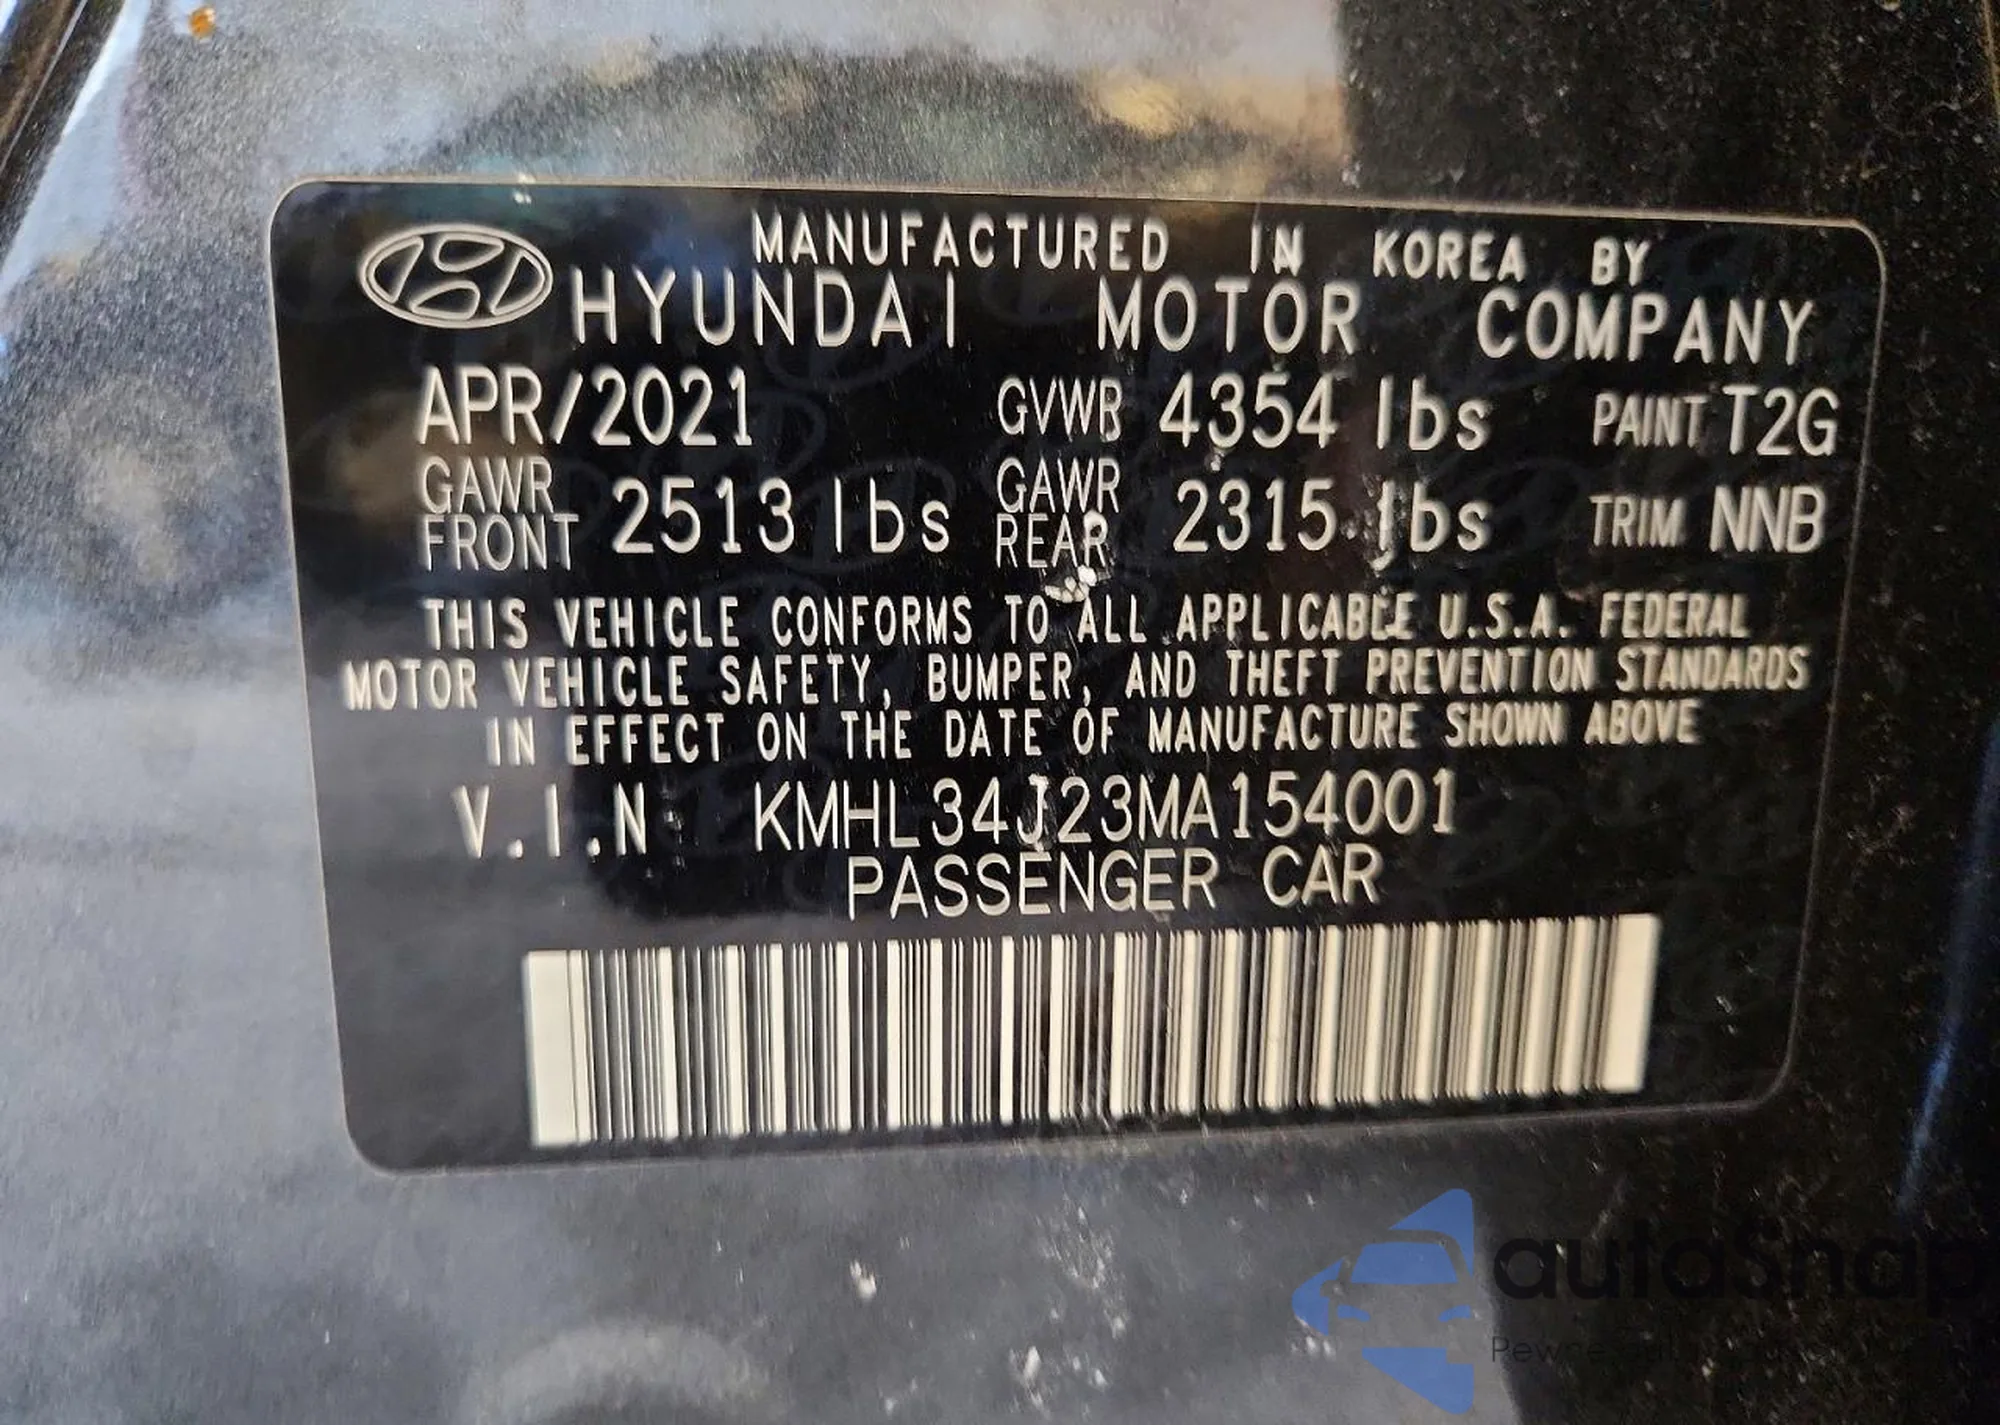 MANUFACTURED IN KOREA BY
HYUNDAI MOTOR COMPANY
APR/2021 GVWR 4354 lbs PAINT T2G
GAWR FRONT 2513 lbs GAWR REAR 2315 lbs TRIM NNB
THIS VEHICLE CONFORMS TO ALL APPLICABLE U.S.A. FEDERAL
MOTOR VEHICLE SAFETY, BUMPER, AND THEFT PREVENTION STANDARDS
IN EFFECT ON THE DATE OF MANUFACTURE SHOWN ABOVE
V.I.N KMHL34J23MA154001
PASSENGER CAR
autoSnap